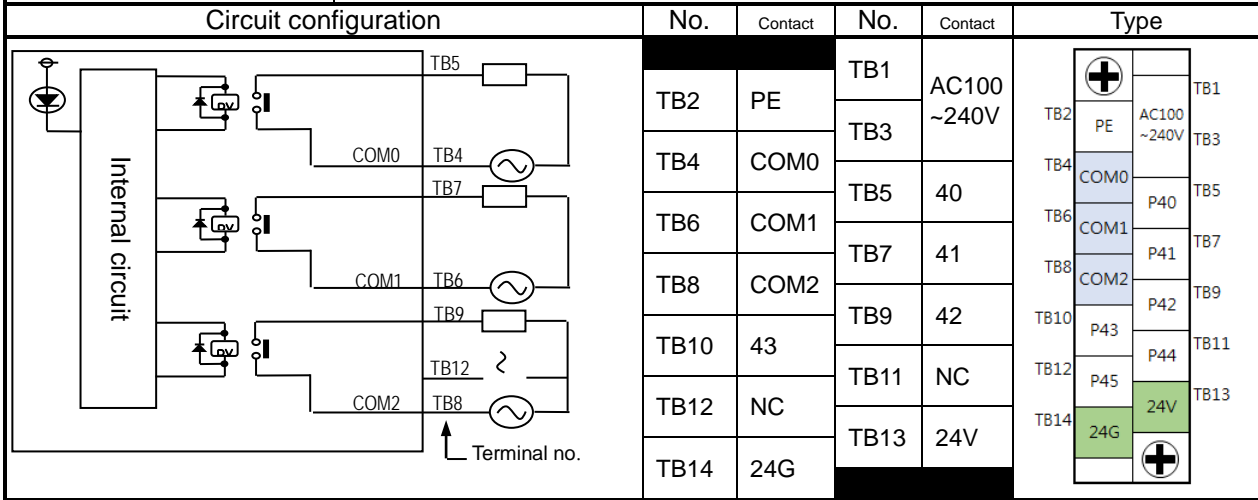 Circuit configuration
No.
Contact
No.
Contact
Type
TB5
COM0
TB4
TB7
COM1
TB6
TB9
TB12
COM2
TB8
Terminal no.
Internal circuit
TB2
PE
TB4
COM0
TB6
COM1
TB8
COM2
TB10
43
TB12
NC
TB14
24G
TB1
AC100
~240V
TB3
TB5
40
TB7
41
TB9
42
TB11
NC
TB13
24V
TB1
TB2
PE
AC100
~240V
TB3
TB4
COM0
P40
TB5
TB6
COM1
P41
TB7
TB8
COM2
P42
TB9
TB10
P43
P44
TB11
TB12
P45
24V
TB13
TB14
24G